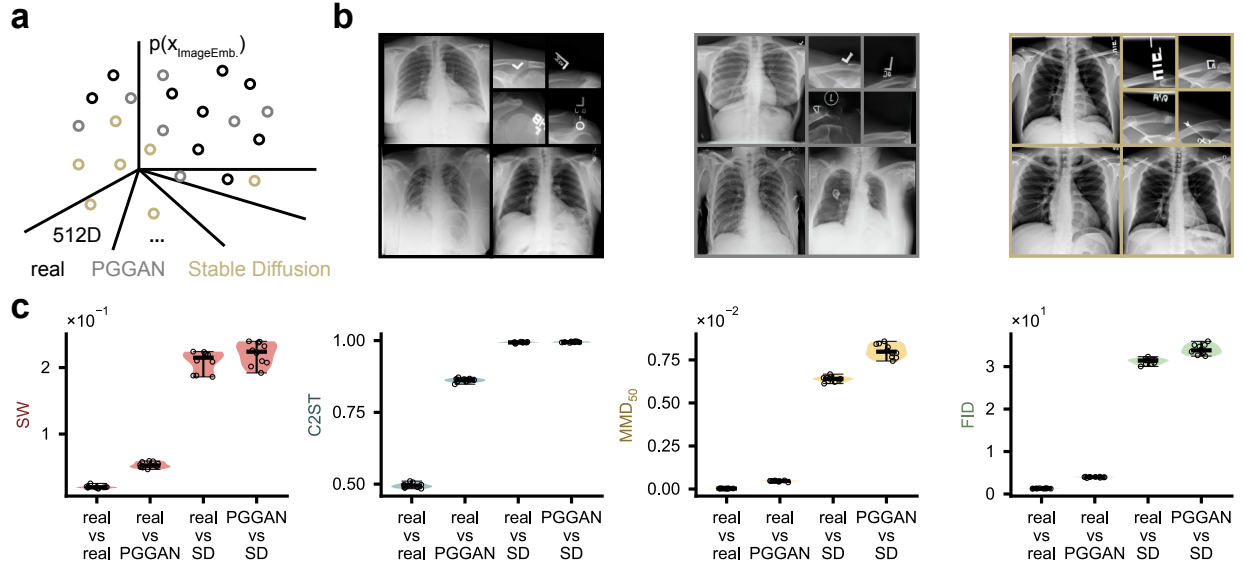 a
p(x_ImageEmb.)
512D
...
real PGGAN Stable Diffusion
b
c
×10⁻¹
SW
2
1
real vs real
real vs PGGAN
real vs SD
PGGAN vs SD
C2ST
1.00
0.75
0.50
real vs real
real vs PGGAN
real vs SD
PGGAN vs SD
×10⁻²
MMD₅₀
0.75
0.50
0.25
0.00
real vs real
real vs PGGAN
real vs SD
PGGAN vs SD
×10¹
FID
3
2
1
0
real vs real
real vs PGGAN
real vs SD
PGGAN vs SD